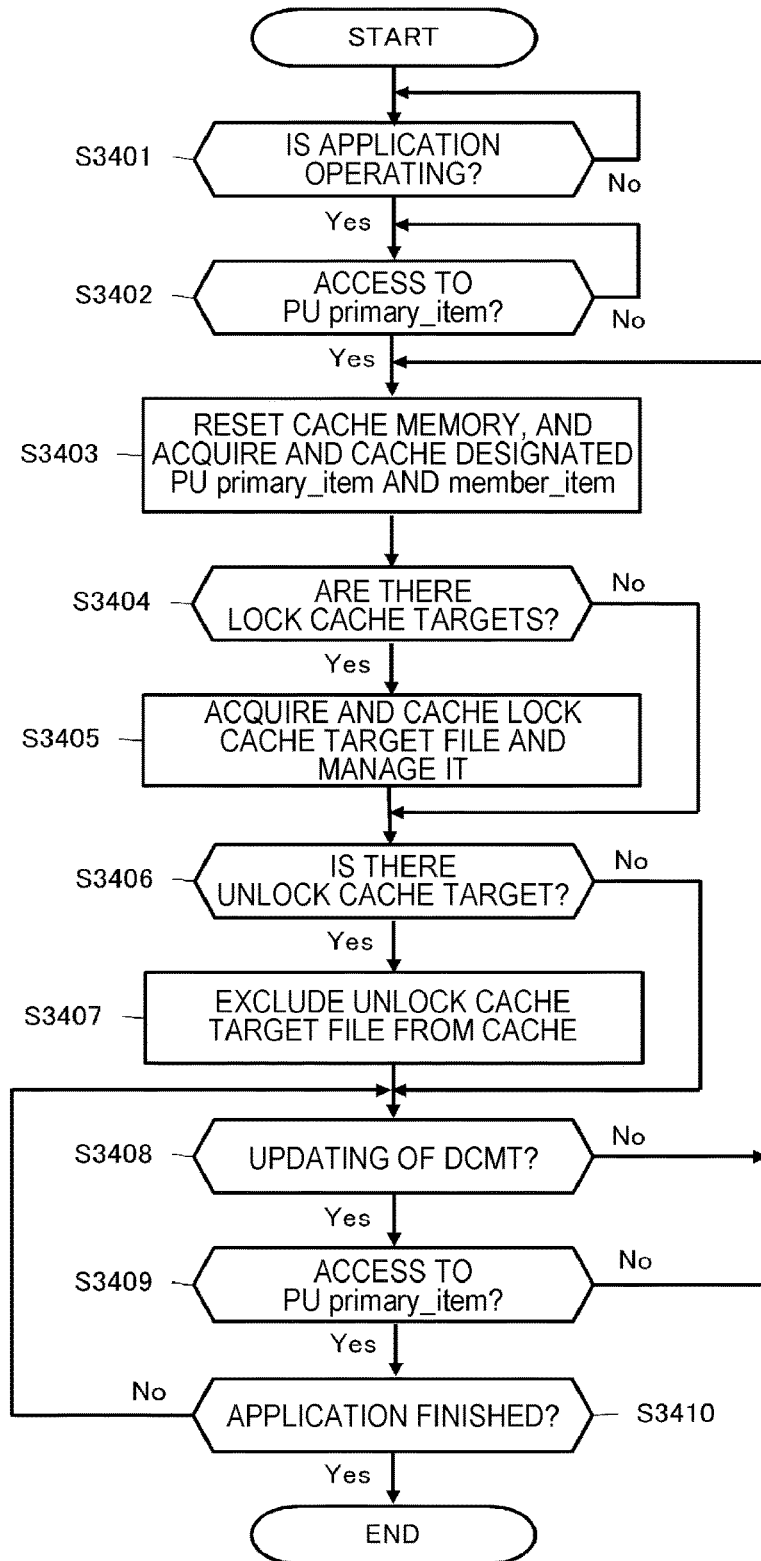 START
S3401
IS APPLICATION
OPERATING?
No
Yes
S3402
ACCESS TO
PU primary_item?
No
Yes
S3403
RESET CACHE MEMORY, AND
ACQUIRE AND CACHE DESIGNATED
PU primary_item AND member_item
S3404
ARE THERE
LOCK CACHE TARGETS?
No
Yes
S3405
ACQUIRE AND CACHE LOCK
CACHE TARGET FILE AND
MANAGE IT
S3406
IS THERE
UNLOCK CACHE TARGET?
No
Yes
S3407
EXCLUDE UNLOCK CACHE
TARGET FILE FROM CACHE
S3408
UPDATING OF DCMT?
No
Yes
S3409
ACCESS TO
PU primary_item?
No
Yes
No
APPLICATION FINISHED?
S3410
Yes
END